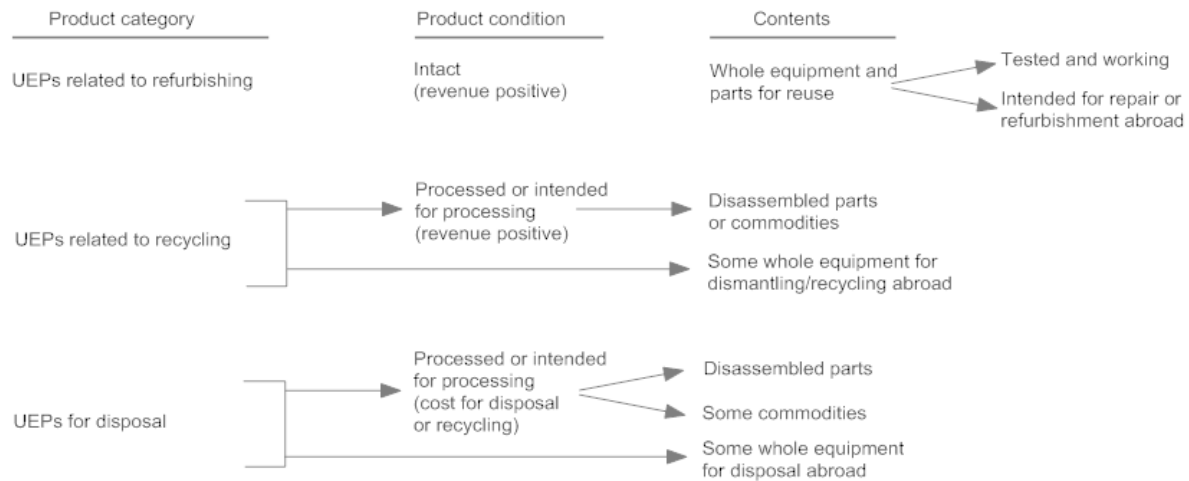 Product category
Product condition
Contents
UEPs related to refurbishing
Intact
(revenue positive)
Whole equipment and
parts for reuse
Tested and working
Intended for repair or
refurbishment abroad
UEPs related to recycling
Processed or intended
for processing
(revenue positive)
Disassembled parts
or commodities
Some whole equipment for
dismantling/recycling abroad
UEPs for disposal
Processed or intended
for processing
(cost for disposal
or recycling)
Disassembled parts
Some commodities
Some whole equipment
for disposal abroad